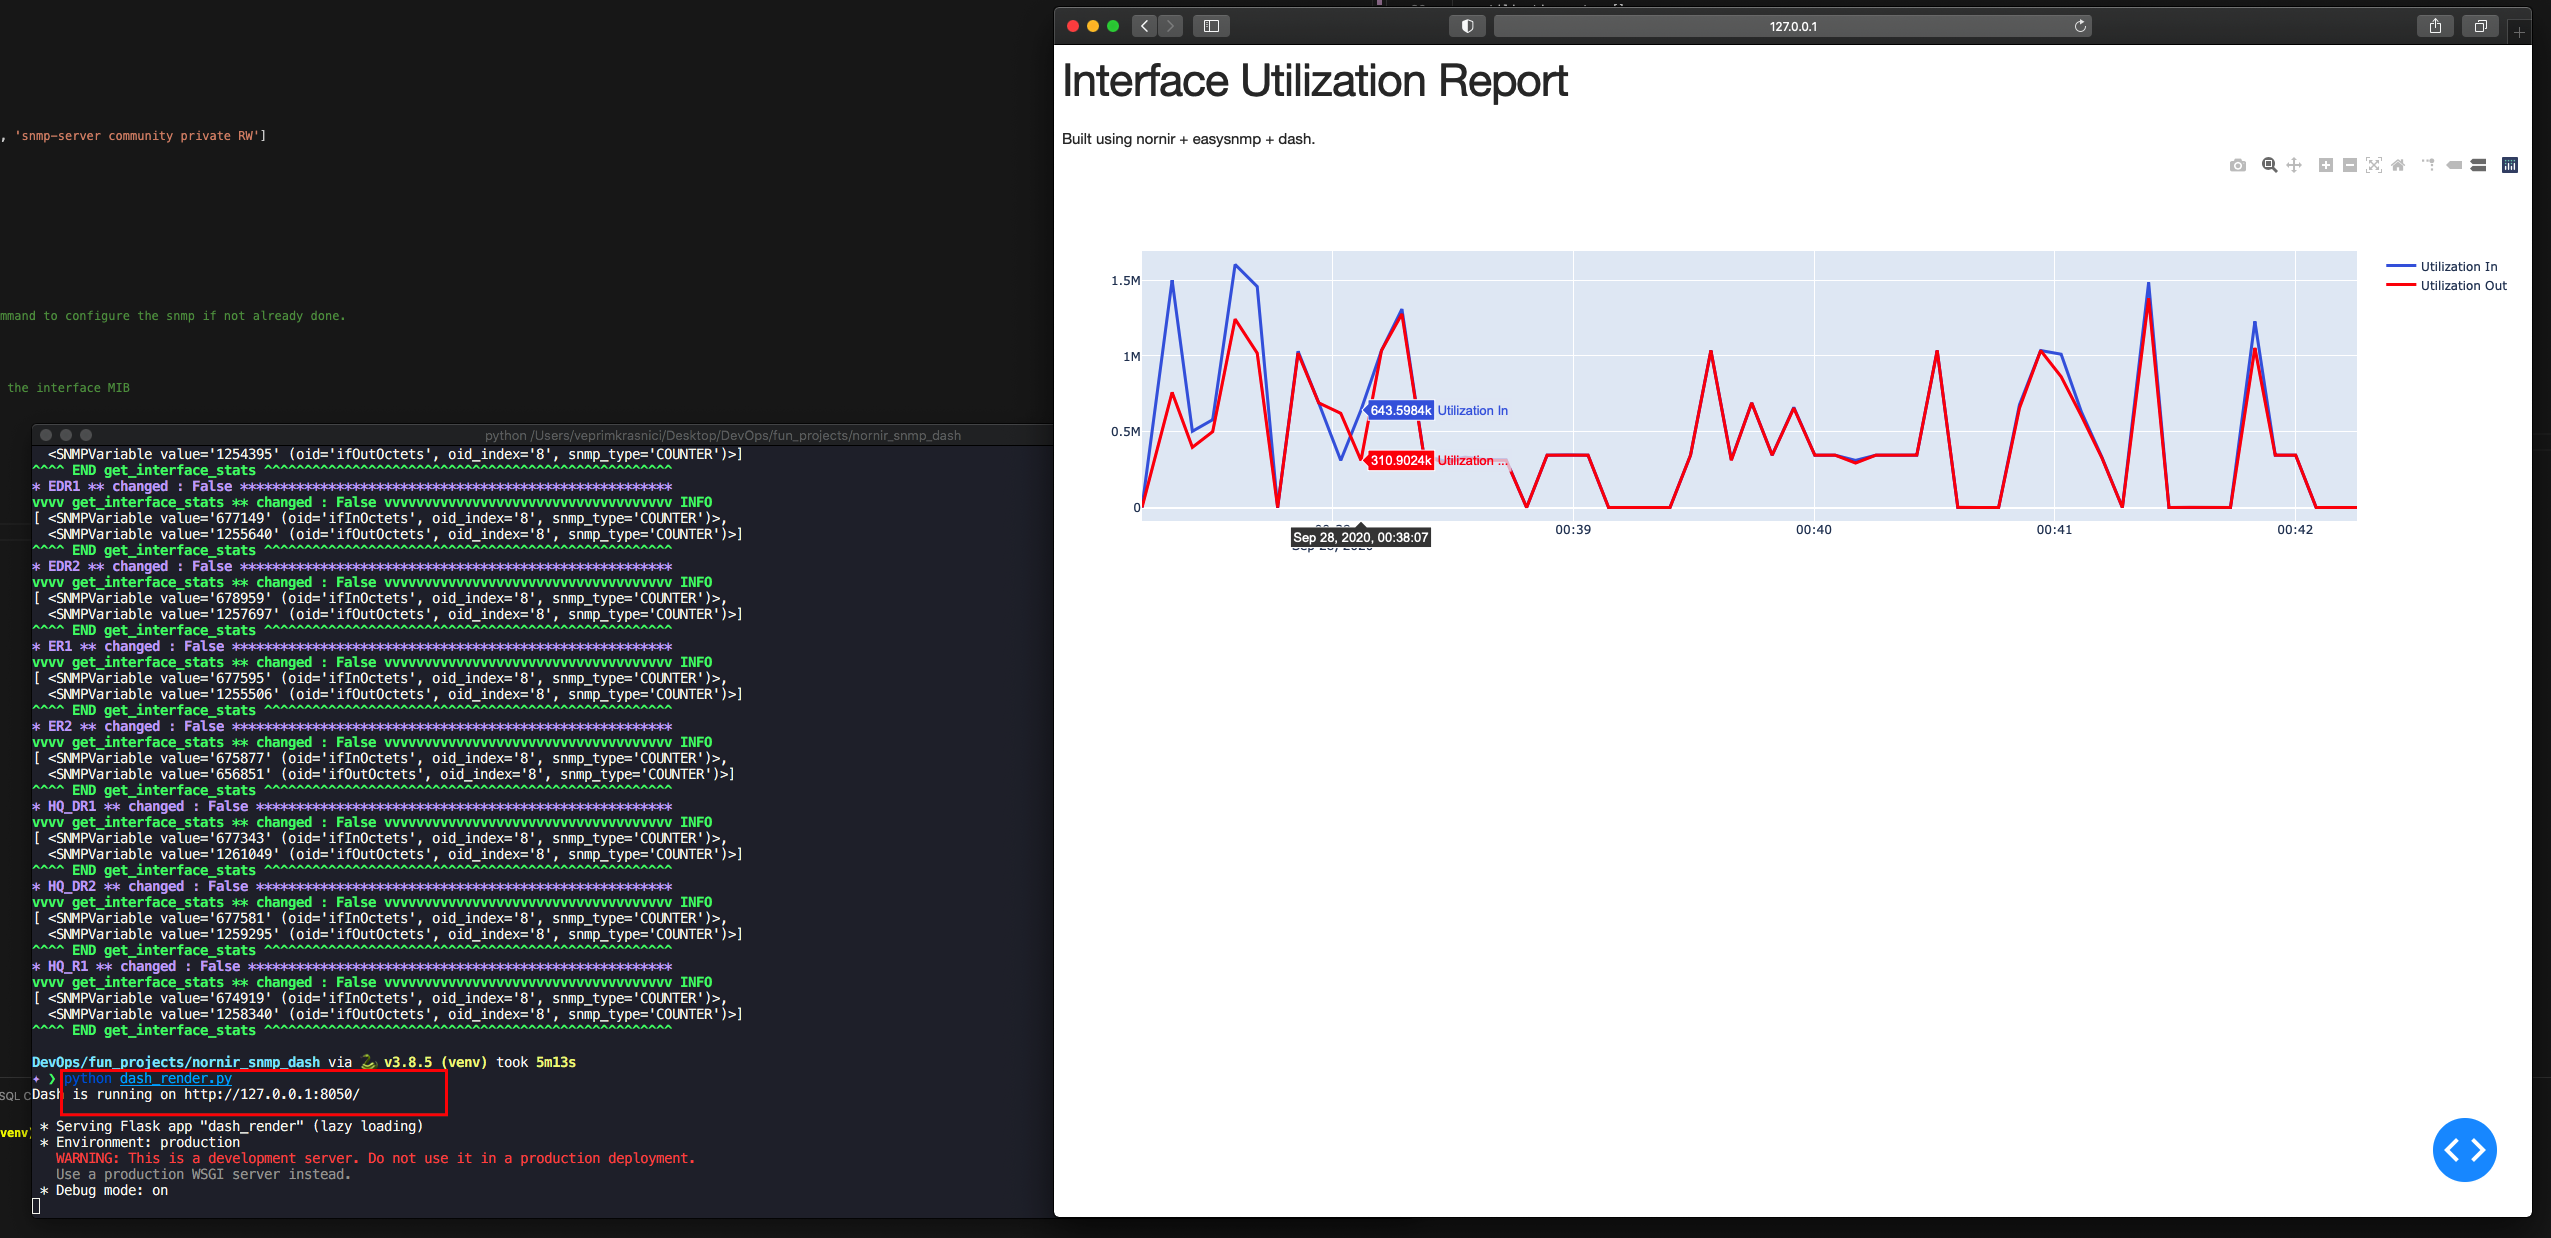 , 'snmp-server community private RW']
mmand to configure the snmp if not already done.
the interface MIB
python /Users/veprimkrasnici/Desktop/DevOps/fun_projects/nornir_snmp_dash
<SNMPVariable value='1254395' (oid='ifOutOctets', oid_index='8', snmp_type='COUNTER')>]
^^^^ END get_interface_stats ^^^^^^^^^^^^^^^^^^^^^^^^^^^^^^^^^^^^^^^^^^^^^^^^^^^
* EDR1 ** changed : False ******************************************************
vvvv get_interface_stats ** changed : False vvvvvvvvvvvvvvvvvvvvvvvvvvvvvvvvvvvv INFO
[ <SNMPVariable value='677149' (oid='ifInOctets', oid_index='8', snmp_type='COUNTER')>,
<SNMPVariable value='1255640' (oid='ifOutOctets', oid_index='8', snmp_type='COUNTER')>]
^^^^ END get_interface_stats ^^^^^^^^^^^^^^^^^^^^^^^^^^^^^^^^^^^^^^^^^^^^^^^^^^^
* EDR2 ** changed : False ******************************************************
vvvv get_interface_stats ** changed : False vvvvvvvvvvvvvvvvvvvvvvvvvvvvvvvvvvvv INFO
[ <SNMPVariable value='678959' (oid='ifInOctets', oid_index='8', snmp_type='COUNTER')>,
<SNMPVariable value='1257697' (oid='ifOutOctets', oid_index='8', snmp_type='COUNTER')>]
^^^^ END get_interface_stats ^^^^^^^^^^^^^^^^^^^^^^^^^^^^^^^^^^^^^^^^^^^^^^^^^^^
* ER1 ** changed : False *******************************************************
vvvv get_interface_stats ** changed : False vvvvvvvvvvvvvvvvvvvvvvvvvvvvvvvvvvvv INFO
[ <SNMPVariable value='677595' (oid='ifInOctets', oid_index='8', snmp_type='COUNTER')>,
<SNMPVariable value='1255506' (oid='ifOutOctets', oid_index='8', snmp_type='COUNTER')>]
^^^^ END get_interface_stats ^^^^^^^^^^^^^^^^^^^^^^^^^^^^^^^^^^^^^^^^^^^^^^^^^^^
* ER2 ** changed : False *******************************************************
vvvv get_interface_stats ** changed : False vvvvvvvvvvvvvvvvvvvvvvvvvvvvvvvvvvvv INFO
[ <SNMPVariable value='675877' (oid='ifInOctets', oid_index='8', snmp_type='COUNTER')>,
<SNMPVariable value='656851' (oid='ifOutOctets', oid_index='8', snmp_type='COUNTER')>]
^^^^ END get_interface_stats ^^^^^^^^^^^^^^^^^^^^^^^^^^^^^^^^^^^^^^^^^^^^^^^^^^^
* HQ_DR1 ** changed : False ****************************************************
vvvv get_interface_stats ** changed : False vvvvvvvvvvvvvvvvvvvvvvvvvvvvvvvvvvvv INFO
[ <SNMPVariable value='677343' (oid='ifInOctets', oid_index='8', snmp_type='COUNTER')>,
<SNMPVariable value='1261049' (oid='ifOutOctets', oid_index='8', snmp_type='COUNTER')>]
^^^^ END get_interface_stats ^^^^^^^^^^^^^^^^^^^^^^^^^^^^^^^^^^^^^^^^^^^^^^^^^^^
* HQ_DR2 ** changed : False ****************************************************
vvvv get_interface_stats ** changed : False vvvvvvvvvvvvvvvvvvvvvvvvvvvvvvvvvvvv INFO
[ <SNMPVariable value='677581' (oid='ifInOctets', oid_index='8', snmp_type='COUNTER')>,
<SNMPVariable value='1259295' (oid='ifOutOctets', oid_index='8', snmp_type='COUNTER')>]
^^^^ END get_interface_stats ^^^^^^^^^^^^^^^^^^^^^^^^^^^^^^^^^^^^^^^^^^^^^^^^^^^
* HQ_R1 ** changed : False *****************************************************
vvvv get_interface_stats ** changed : False vvvvvvvvvvvvvvvvvvvvvvvvvvvvvvvvvvvv INFO
[ <SNMPVariable value='674919' (oid='ifInOctets', oid_index='8', snmp_type='COUNTER')>,
<SNMPVariable value='1258340' (oid='ifOutOctets', oid_index='8', snmp_type='COUNTER')>]
^^^^ END get_interface_stats ^^^^^^^^^^^^^^^^^^^^^^^^^^^^^^^^^^^^^^^^^^^^^^^^^^^
DevOps/fun_projects/nornir_snmp_dash via 🐍 v3.8.5 (venv) took 5m13s
✦ ❯ python dash_render.py
Dash is running on http://127.0.0.1:8050/
* Serving Flask app "dash_render" (lazy loading)
* Environment: production
WARNING: This is a development server. Do not use it in a production deployment.
Use a production WSGI server instead.
* Debug mode: on
SQL C
venv)
127.0.0.1
Interface Utilization Report
Built using nornir + easysnmp + dash.
Utilization In
Utilization Out
1.5M
1M
0.5M
0
643.5984k Utilization In
310.9024k Utilization ...
Sep 28, 2020, 00:38:07
00:39
00:40
00:41
00:42